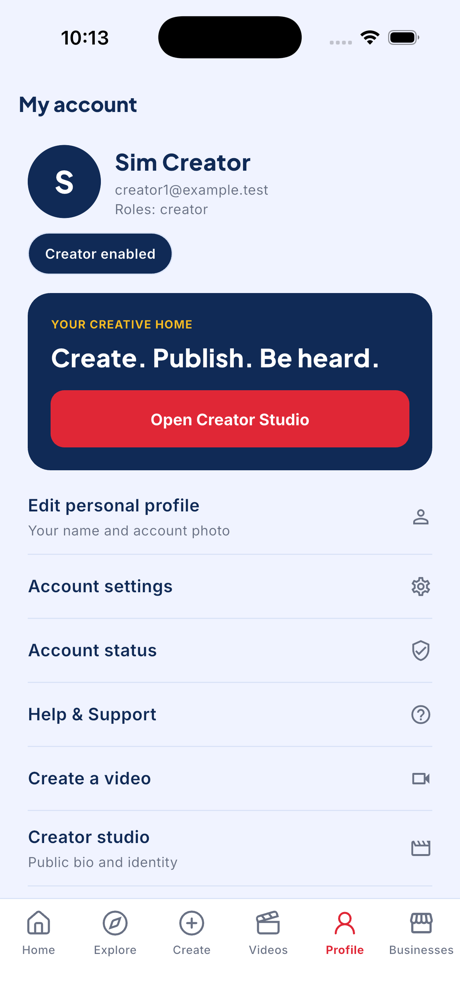 10:13
My account
S
Sim Creator
creator1@example.test
Roles: creator
Creator enabled
YOUR CREATIVE HOME
Create. Publish. Be heard.
Open Creator Studio
Edit personal profile
Your name and account photo
Account settings
Account status
Help & Support
Create a video
Creator studio
Public bio and identity
Home
Explore
Create
Videos
Profile
Businesses